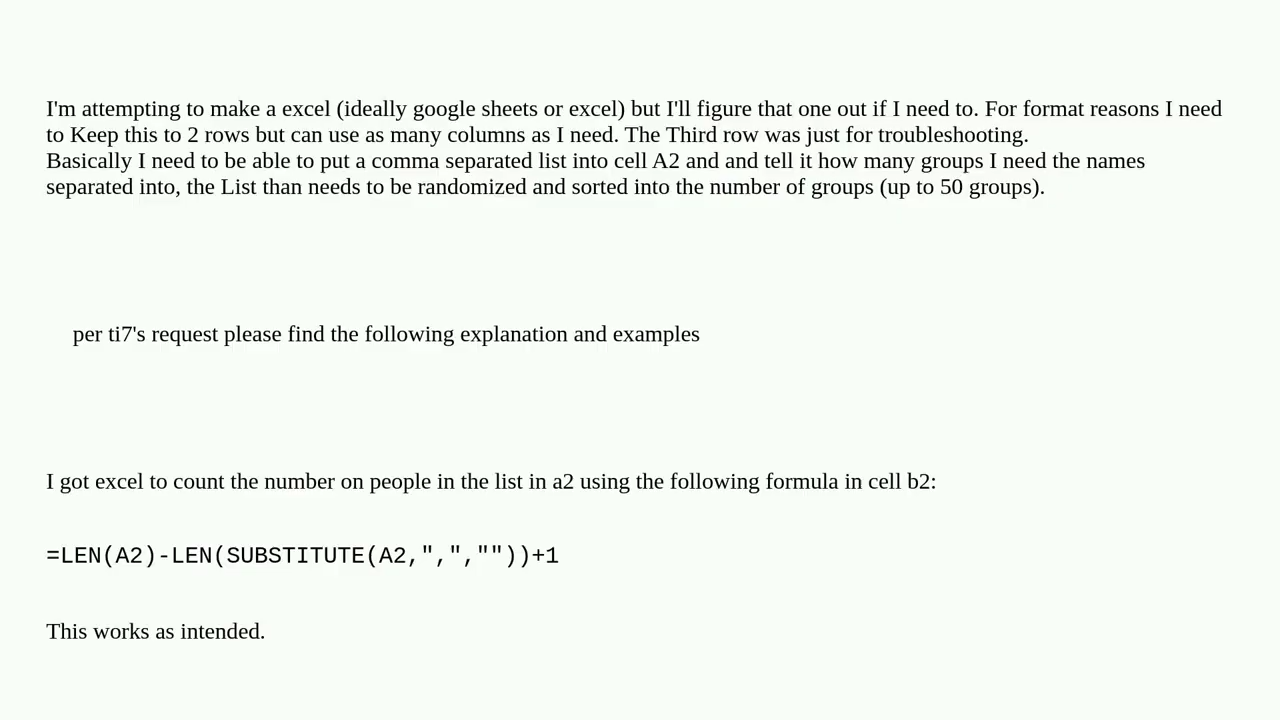 I'm attempting to make a excel (ideally google sheets or excel) but I'll figure that one out if I need to. For format reasons I need
to Keep this to 2 rows but can use as many columns as I need. The Third row was just for troubleshooting.
Basically I need to be able to put a comma separated list into cell A2 and and tell it how many groups I need the names
separated into, the List than needs to be randomized and sorted into the number of groups (up to 50 groups).
per ti7's request please find the following explanation and examples
I got excel to count the number on people in the list in a2 using the following formula in cell b2:
=LEN(A2)-LEN(SUBSTITUTE(A2,",",""))+1
This works as intended.